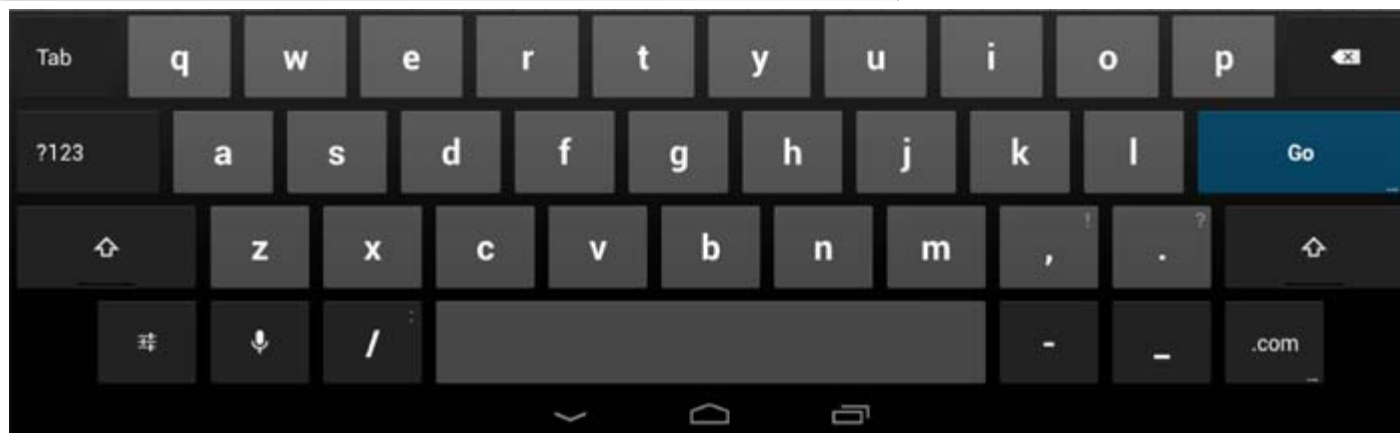 Tab q w e r t y u i o p
?123 a s d f g h j k l Go
z x c v b n m , ! . ?
/ : - _ .com